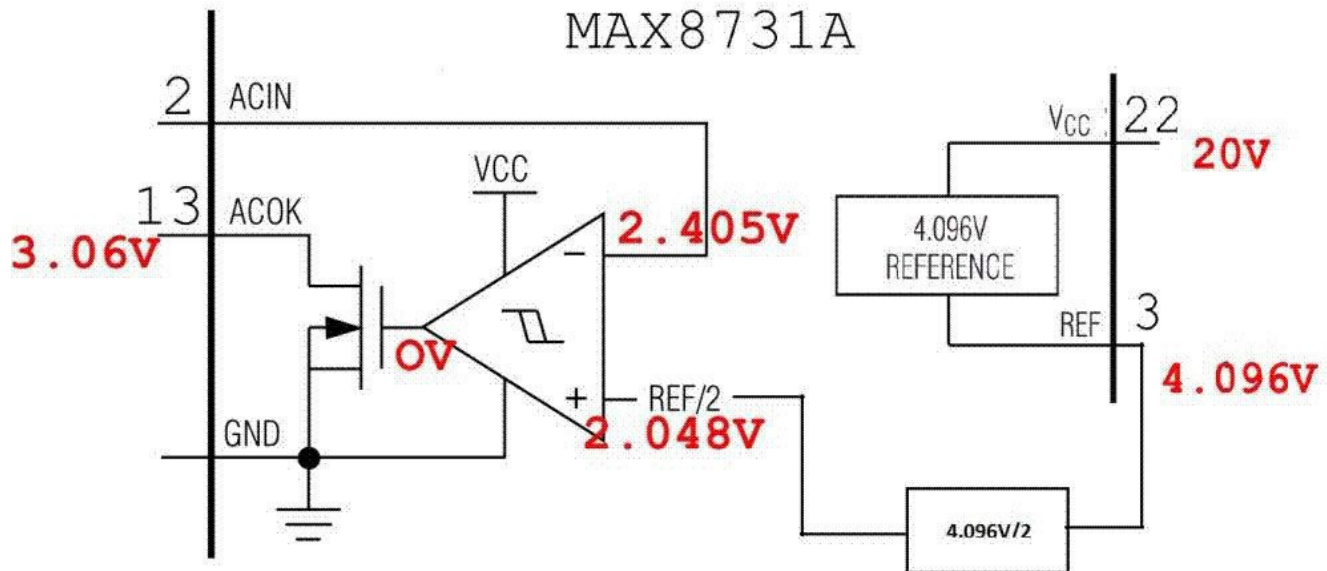 MAX8731A
2 ACIN
VCC : 22
20V
VCC
13 ACOK
3.06V
2.405V
−
4.096V
REFERENCE
REF 3
4.096V
0V
+ REF/2
2.048V
GND
4.096V/2